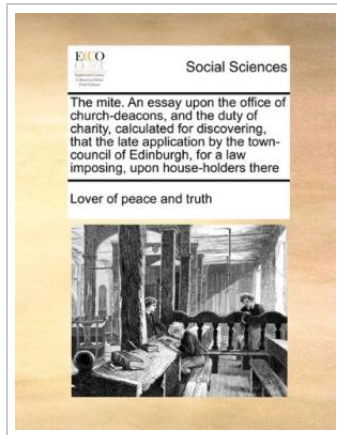 ECCO
Social Sciences
The mite. An essay upon the office of
church-deacons, and the duty of
charity, calculated for discovering,
that the late application by the town-
council of Edinburgh, for a law
imposing, upon house-holders there
Lover of peace and truth